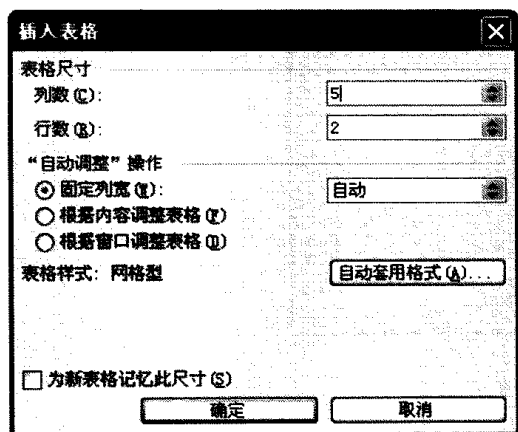 插入表格
表格尺寸
列数(C): 5
行数(R): 2
“自动调整”操作
固定列宽(W): 自动
根据内容调整表格(F)
根据窗口调整表格(D)
表格样式: 网格型 自动套用格式(A)...
为新表格记忆此尺寸(S)
确定 取消